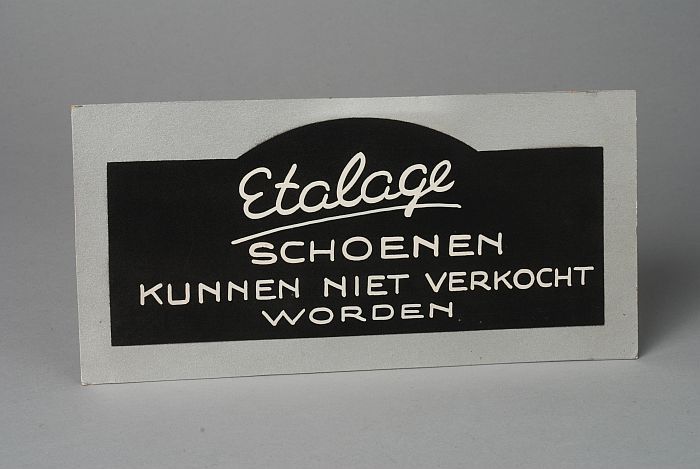 Etalage
SCHOENEN
KUNNEN NIET VERKOCHT
WORDEN